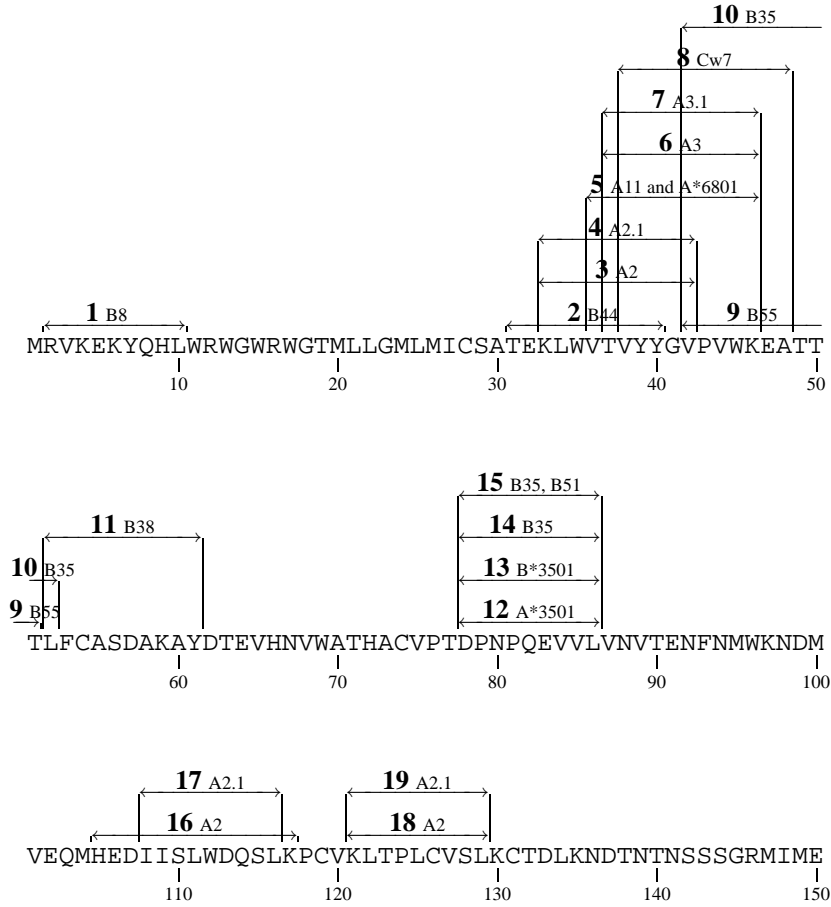 10 B35
8 Cw7
7 A3.1
6 A3
5 A11 and A*6801
4 A2.1
3 A2
1 B8 2 B44 9 B55
MRVKEKYQHLWRWGWRWGTMLLGMLMICSATEKLWVTVYYGVPVWKEATT
10 20 30 40 50
15 B35, B51
11 B38 14 B35
10 B35 13 B*3501
9 B55 12 A*3501
TLFCASDAKAYDTEVHNVWATHACVPTDPNPQEVVLVNVTENFNMWKNDM
60 70 80 90 100
17 A2.1 19 A2.1
16 A2 18 A2
VEQMHEDIISLWDQSLKPCVKLTPLCVSLKCTDLKNDTNTNSSSGRMIME
110 120 130 140 150